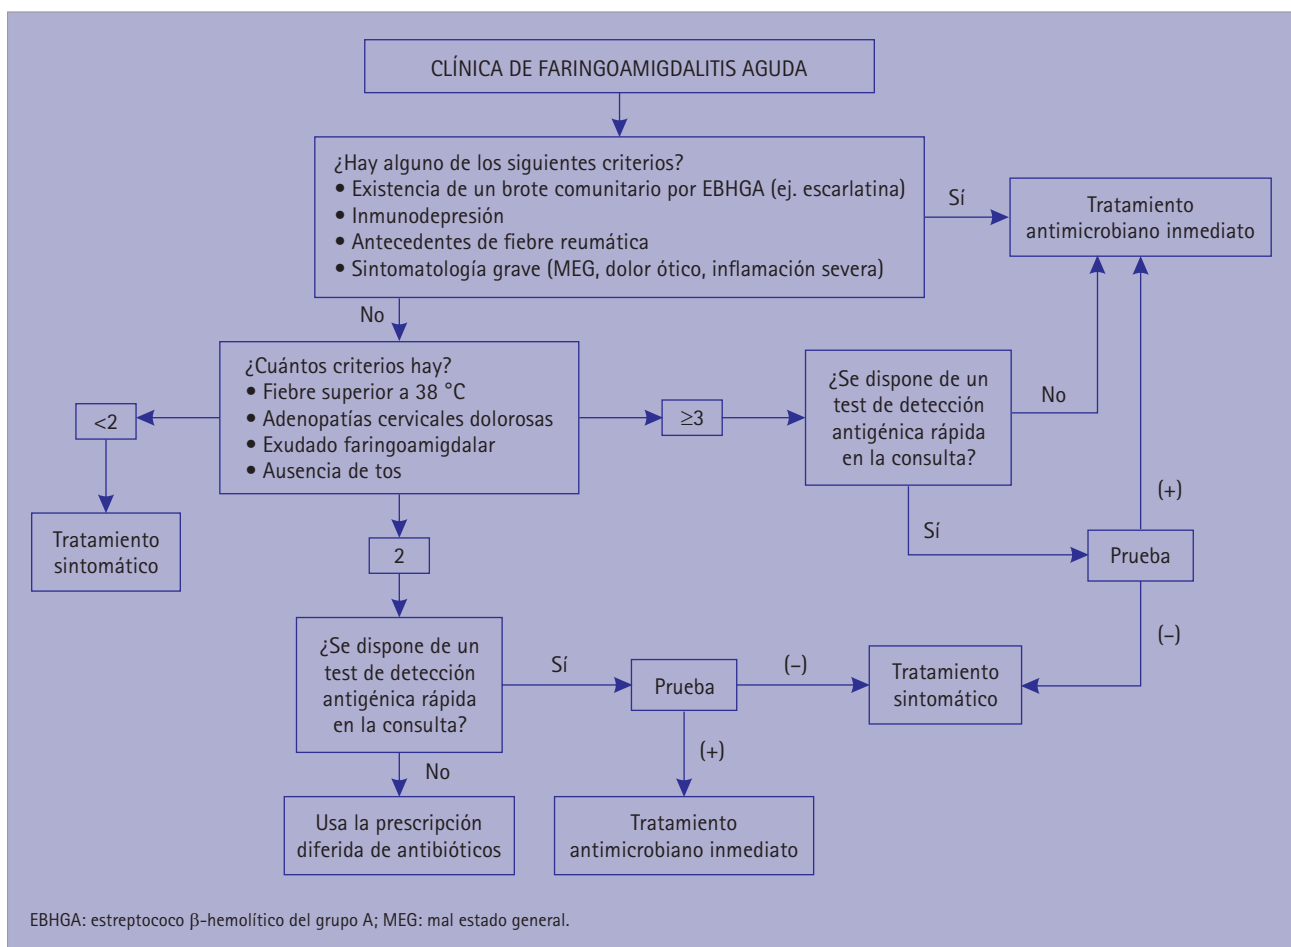 CLÍNICA DE FARINGOAMIGDALITIS AGUDA
¿Hay alguno de los siguientes criterios?
• Existencia de un brote comunitario por EBHGA (ej. escarlatina)
• Inmunodepresión
• Antecedentes de fiebre reumática
• Sintomatología grave (MEG, dolor ótico, inflamación severa)
Sí
Tratamiento
antimicrobiano inmediato
No
¿Cuántos criterios hay?
• Fiebre superior a 38 °C
• Adenopatías cervicales dolorosas
• Exudado faringoamigdalar
• Ausencia de tos
<2
Tratamiento
sintomático
≥3
¿Se dispone de un
test de detección
antigénica rápida
en la consulta?
No
Sí
Prueba
(+)
(–)
2
¿Se dispone de un
test de detección
antigénica rápida
en la consulta?
Sí
Prueba
(–)
Tratamiento
sintomático
(+)
No
Usa la prescripción
diferida de antibióticos
Tratamiento
antimicrobiano inmediato
EBHGA: estreptococo β-hemolítico del grupo A; MEG: mal estado general.